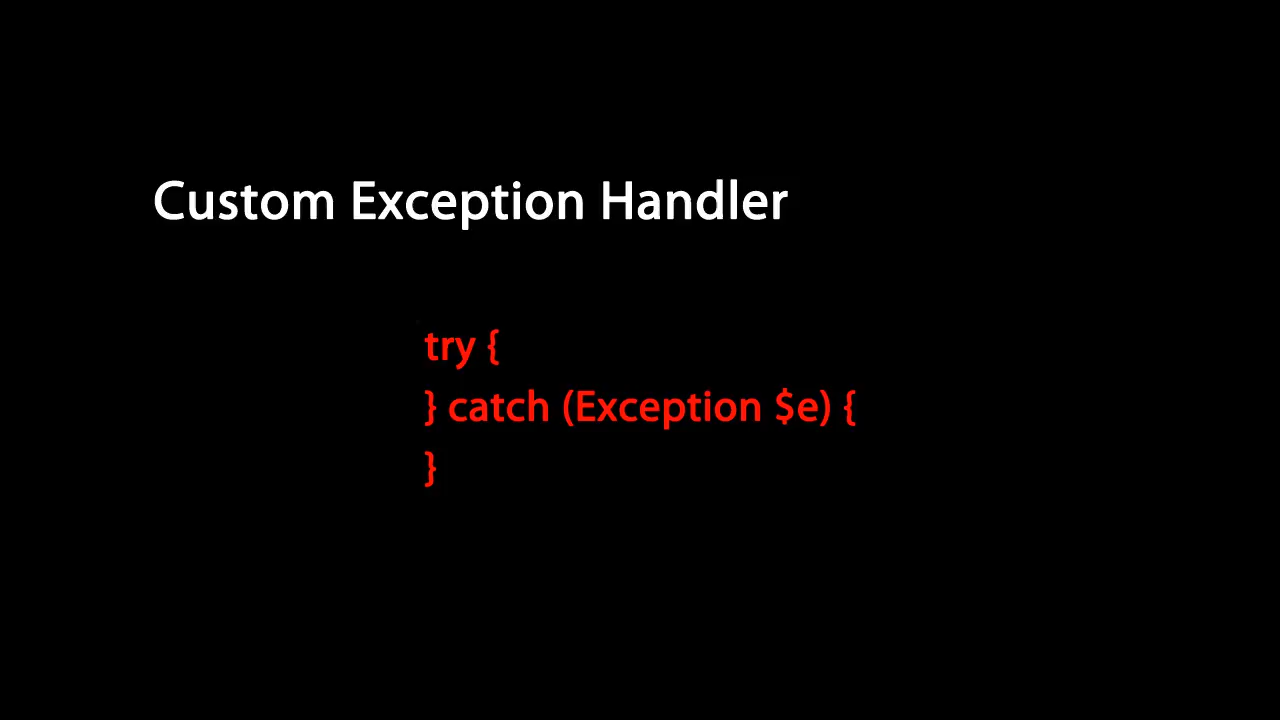 Custom Exception Handler
try {
} catch (Exception $e) {
}